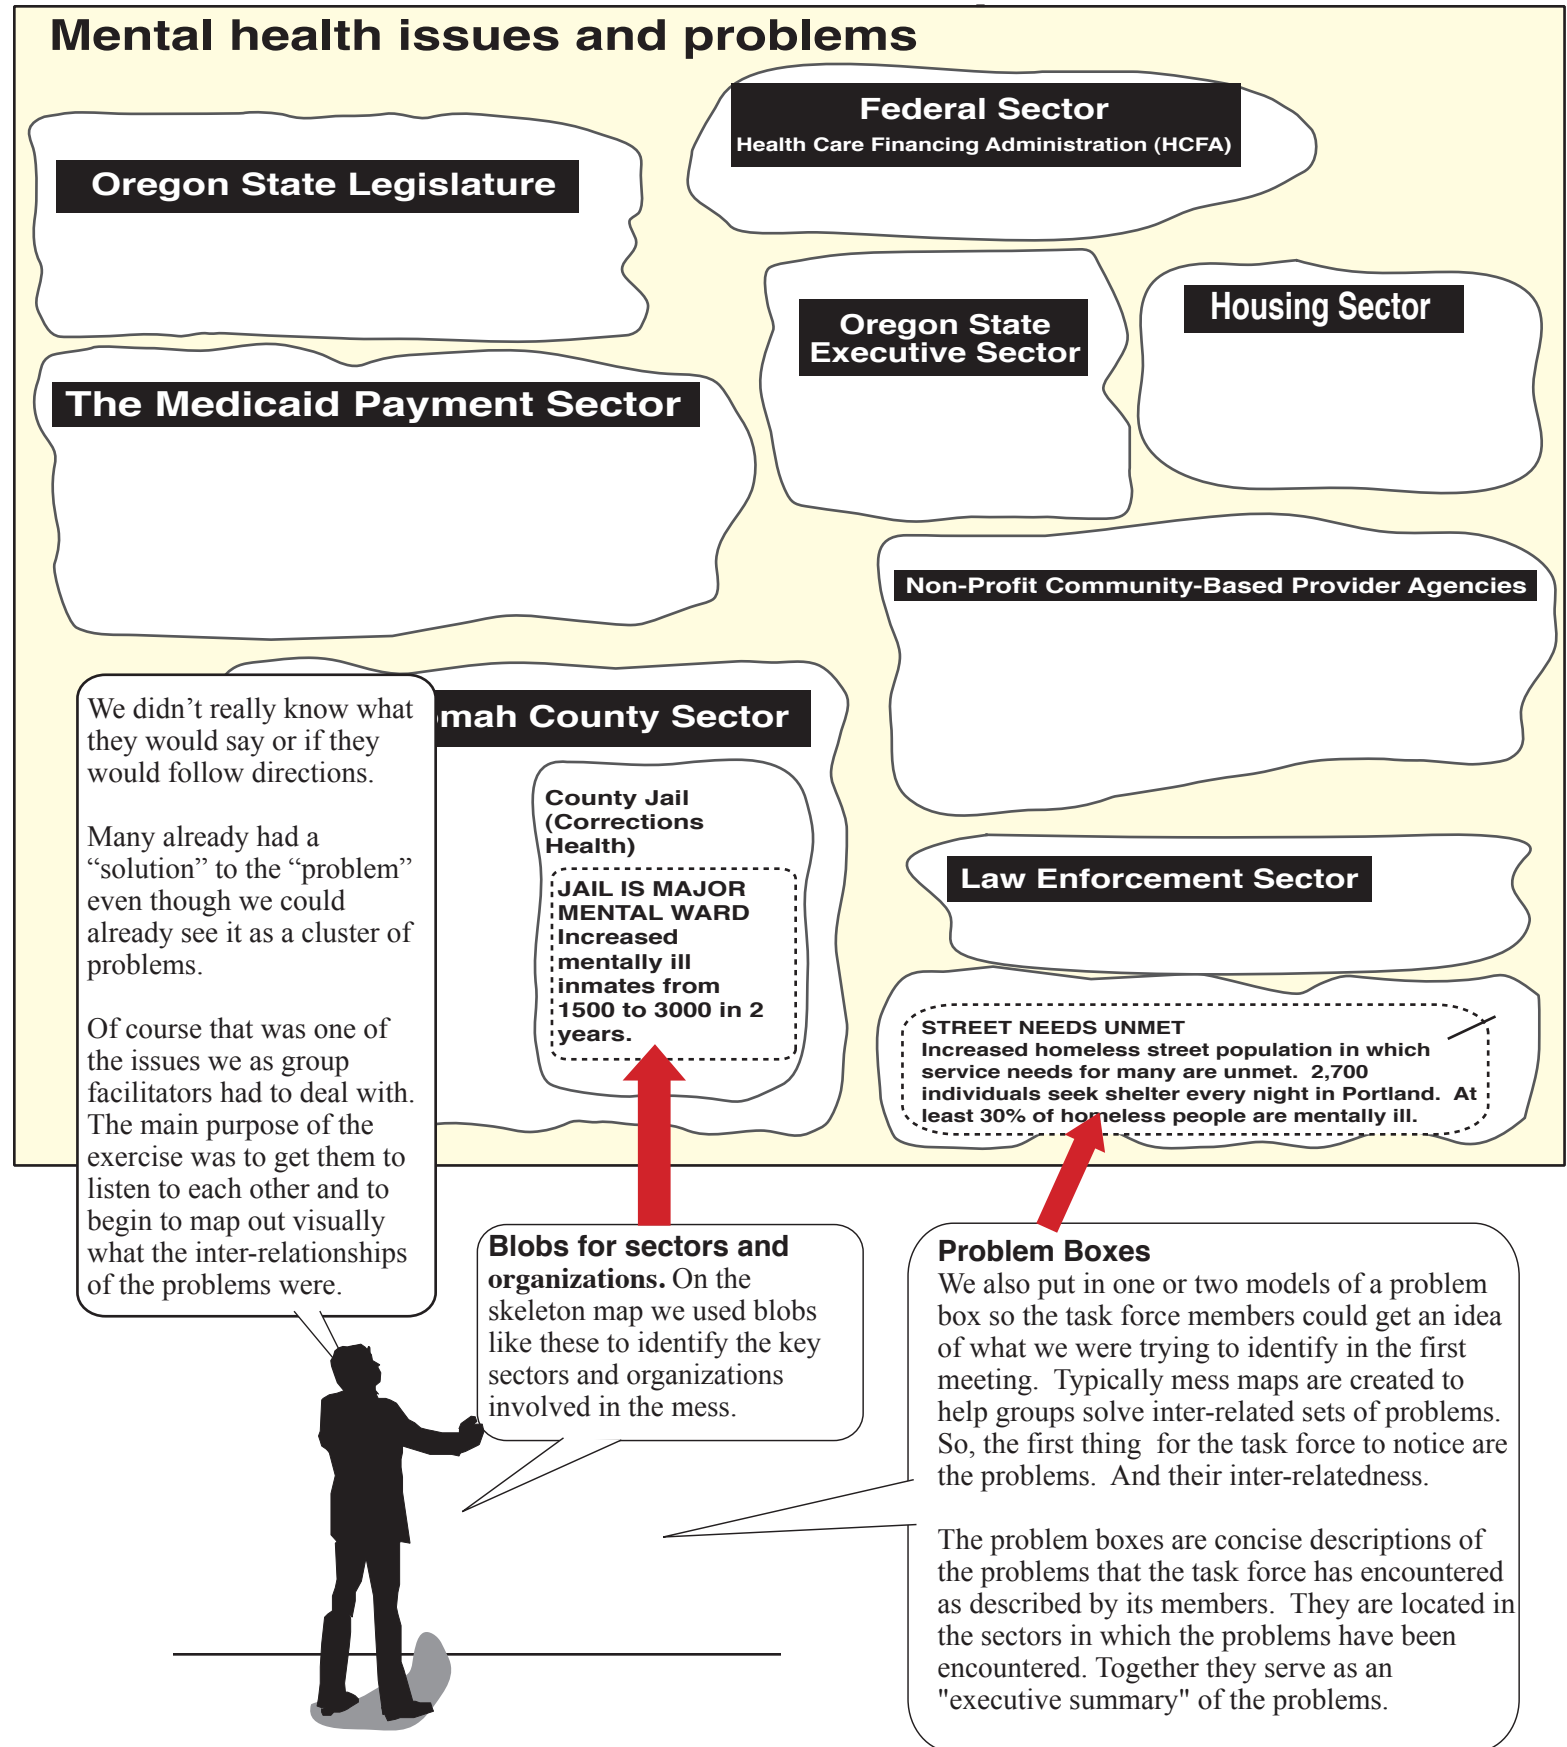 Mental health issues and problems
Federal Sector
Health Care Financing Administration (HCFA)
Oregon State Legislature
Oregon State
Executive Sector
Housing Sector
The Medicaid Payment Sector
Non-Profit Community-Based Provider Agencies
omah County Sector
County Jail
(Corrections
Health)
JAIL IS MAJOR
MENTAL WARD
Increased
mentally ill
inmates from
1500 to 3000 in 2
years.
Law Enforcement Sector
STREET NEEDS UNMET
Increased homeless street population in which
service needs for many are unmet.  2,700
individuals seek shelter every night in Portland.  At
least 30% of homeless people are mentally ill.
We didn’t really know what
they would say or if they
would follow directions.
Many already had a
“solution” to the “problem”
even though we could
already see it as a cluster of
problems.
Of course that was one of
the issues we as group
facilitators had to deal with.
The main purpose of the
exercise was to get them to
listen to each other and to
begin to map out visually
what the inter-relationships
of the problems were.
Blobs for sectors and
organizations. On the
skeleton map we used blobs
like these to identify the key
sectors and organizations
involved in the mess.
Problem Boxes
We also put in one or two models of a problem
box so the task force members could get an idea
of what we were trying to identify in the first
meeting.  Typically mess maps are created to
help groups solve inter-related sets of problems.
So, the first thing  for the task force to notice are
the problems.  And their inter-relatedness.
The problem boxes are concise descriptions of
the problems that the task force has encountered
as described by its members.  They are located in
the sectors in which the problems have been
encountered. Together they serve as an
"executive summary" of the problems.